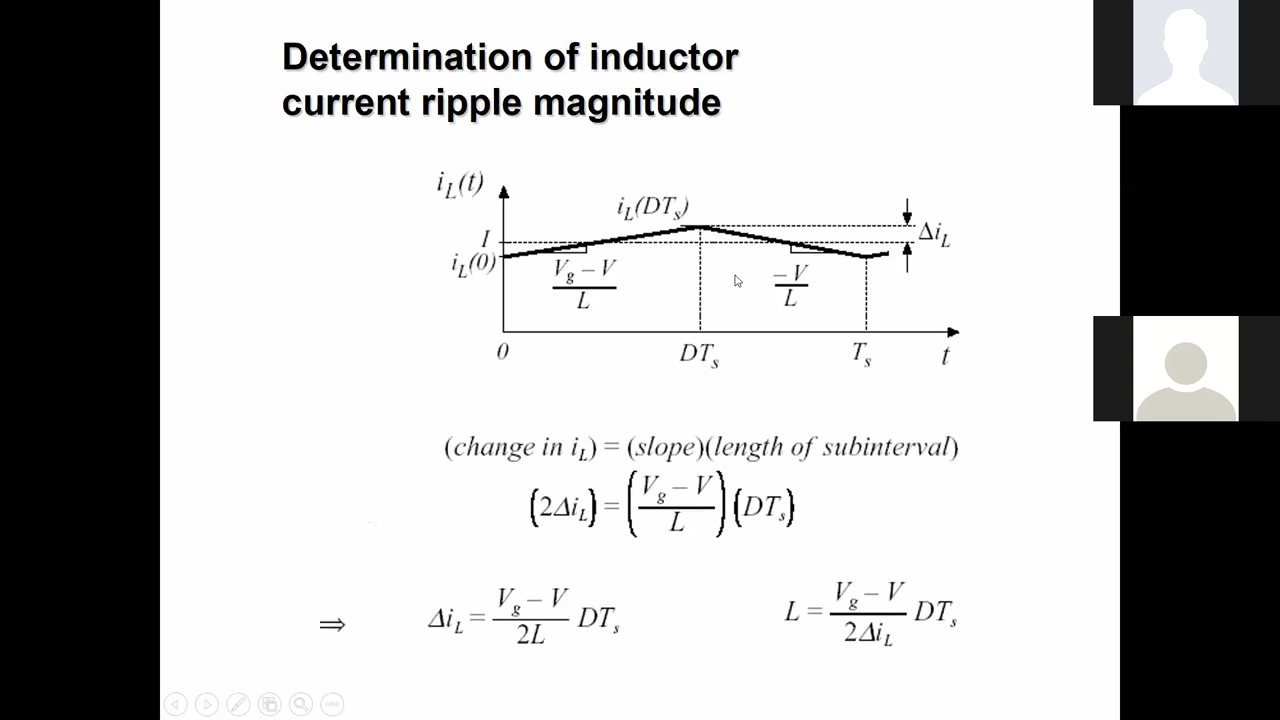 Determination of inductor
current ripple magnitude
i_L(t)
i_L(DT_s)
I
Δi_L
i_L(0)
V_g – V
L
–V
L
0
DT_s
T_s
t
(change in i_L) = (slope)(length of subinterval)
(2Δi_L) = ((V_g – V)/L) (DT_s)
⇒ Δi_L = (V_g – V)/2L DT_s
L = (V_g – V)/2Δi_L DT_s